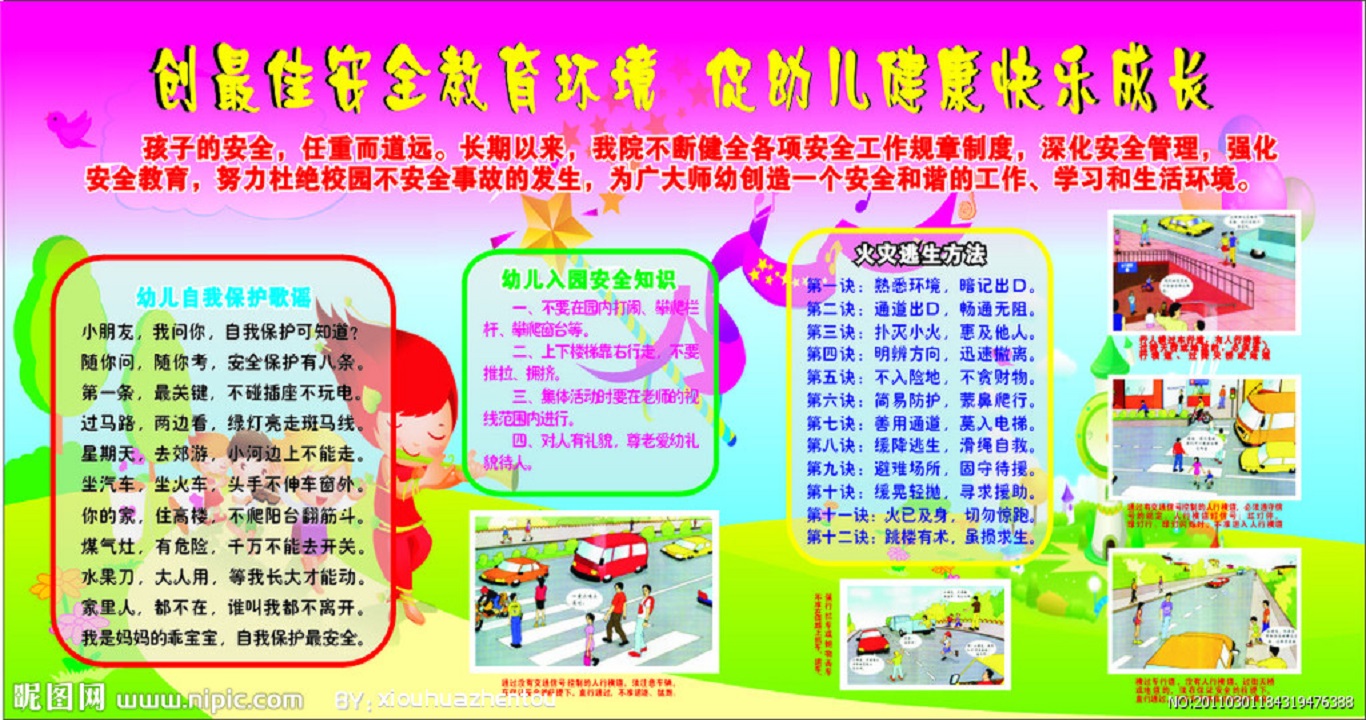 创最佳安全教育环境 促幼儿健康快乐成长
孩子的安全，任重而道远。长期以来，我院不断健全各项安全工作规章制度，深化安全管理，强化
安全教育，努力杜绝校园不安全事故的发生，为广大师幼创造一个安全和谐的工作、学习和生活环境。
幼儿自我保护歌谣
小朋友，我问你，自我保护可知道？
随你问，随你考，安全保护有八条。
第一条，最关键，不碰插座不玩电。
过马路，两边看，绿灯亮走斑马线。
星期天，去郊游，小河边上不能走。
坐汽车，坐火车，头手不伸车窗外。
你的家，住高楼，不爬阳台翻筋斗。
煤气灶，有危险，千万不能去开关。
水果刀，大人用，等我长大才能动。
家里人，都不在，谁叫我都不离开。
我是妈妈的乖宝宝，自我保护最安全。
幼儿入园安全知识
一、不要在园内打闹、攀爬栏
杆、攀爬窗台等。
二、上下楼梯靠右行走，不要
推拉、拥挤。
三、集体活动时要在老师的视
线范围内进行。
四、对人有礼貌，尊老爱幼礼
貌待人。
火灾逃生方法
第一诀：熟悉环境，暗记出口。
第二诀：通道出口，畅通无阻。
第三诀：扑灭小火，惠及他人。
第四诀：明辨方向，迅速撤离。
第五诀：不入险地，不贪财物。
第六诀：简易防护，蒙鼻爬行。
第七诀：善用通道，莫入电梯。
第八诀：缓降逃生，滑绳自救。
第九诀：避难场所，固守待援。
第十诀：缓晃轻抛，寻求援助。
第十一诀：火已及身，切勿惊跑。
第十二诀：跳楼有术，虽损求生。
通过没有交通信号控制的人行横道，须注意车辆，
昵图网 www.nipic.com BY: xiouhuazhentou
NO:20110301184319476388